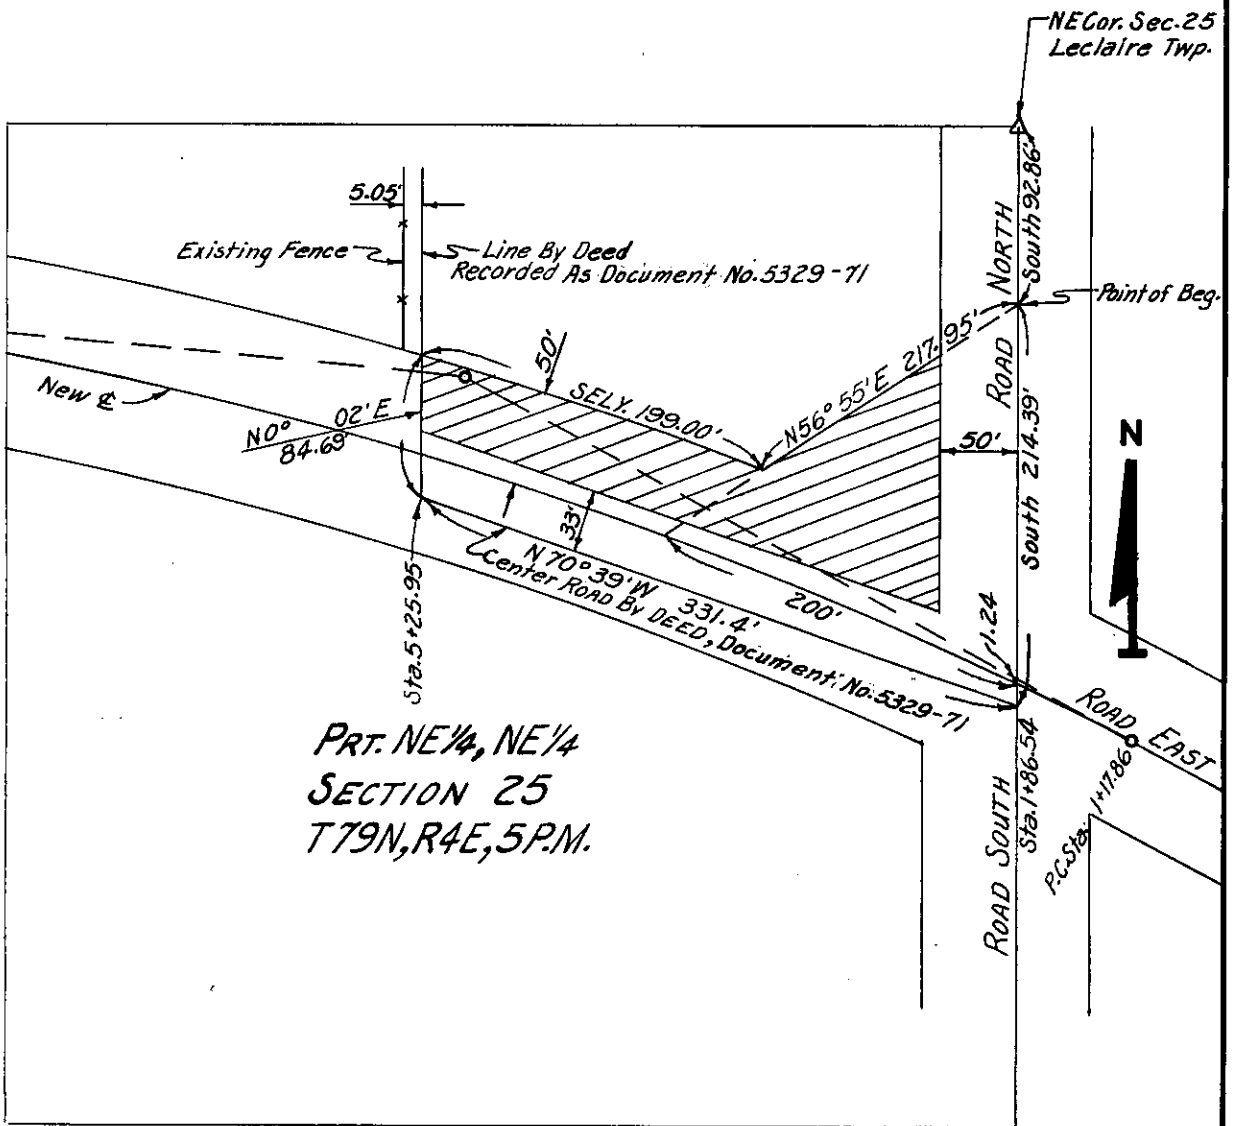 NE Cor. Sec. 25
Leclaire Twp.
5.05'
Existing Fence
Line By Deed
Recorded As Document No. 5329-71
South 92.86'
ROAD NORTH
Point of Beg.
New ℄
N0° 02' E
84.69'
50'
SELY. 199.00'
N56° 55' E 217.95'
50'
South 214.39'
N
33'
N 70° 39' W 331.4'
Center ROAD By DEED, Document No. 5329-71
200'
1.24
Sta. 5+25.95
ROAD EAST
Sta. 1+86.54
P.C. Sta. 1+17.86
ROAD SOUTH
PRT. NE 1/4, NE 1/4
SECTION 25
T79N, R4E, 5P.M.